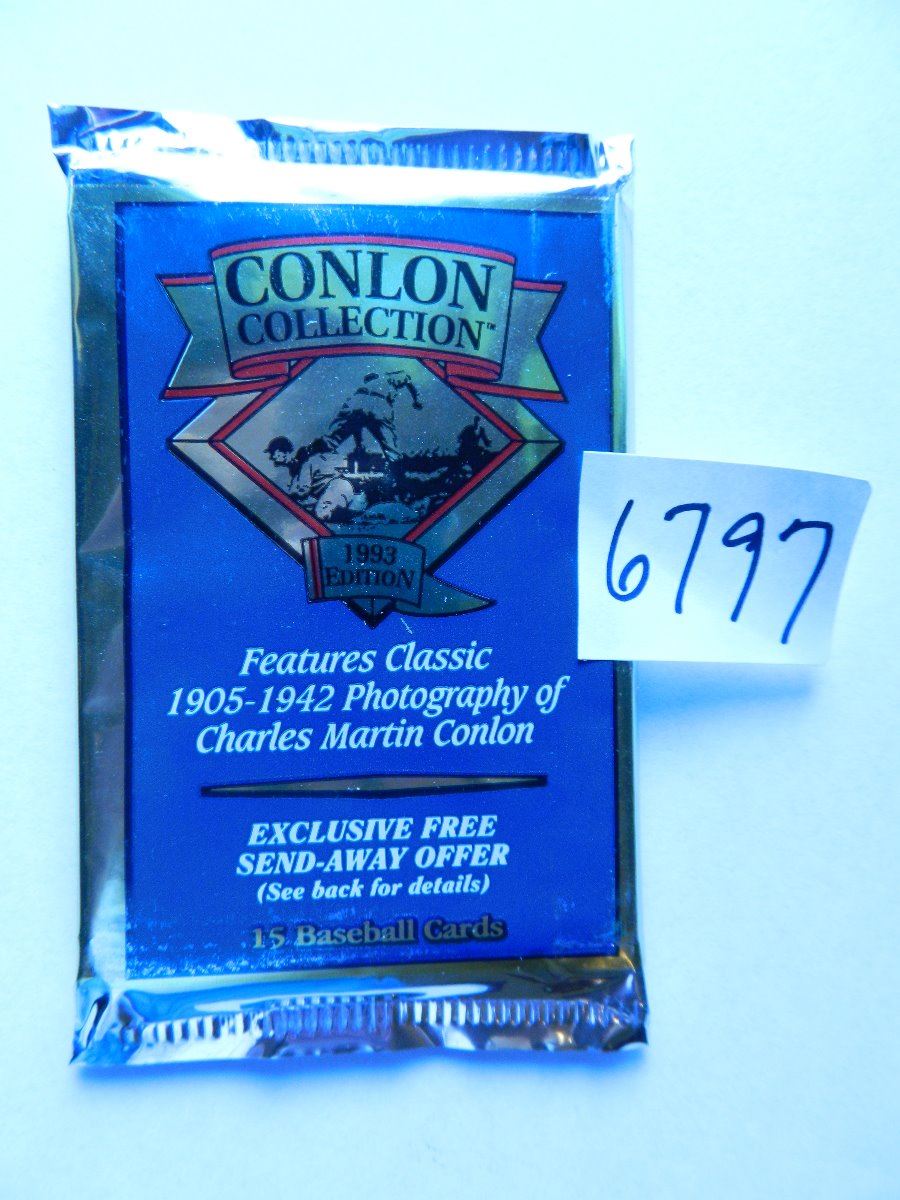 CONLON
COLLECTION™
1993
EDITION
6797
Features Classic
1905-1942 Photography of
Charles Martin Conlon
EXCLUSIVE FREE
SEND-AWAY OFFER
(See back for details)
15 Baseball Cards